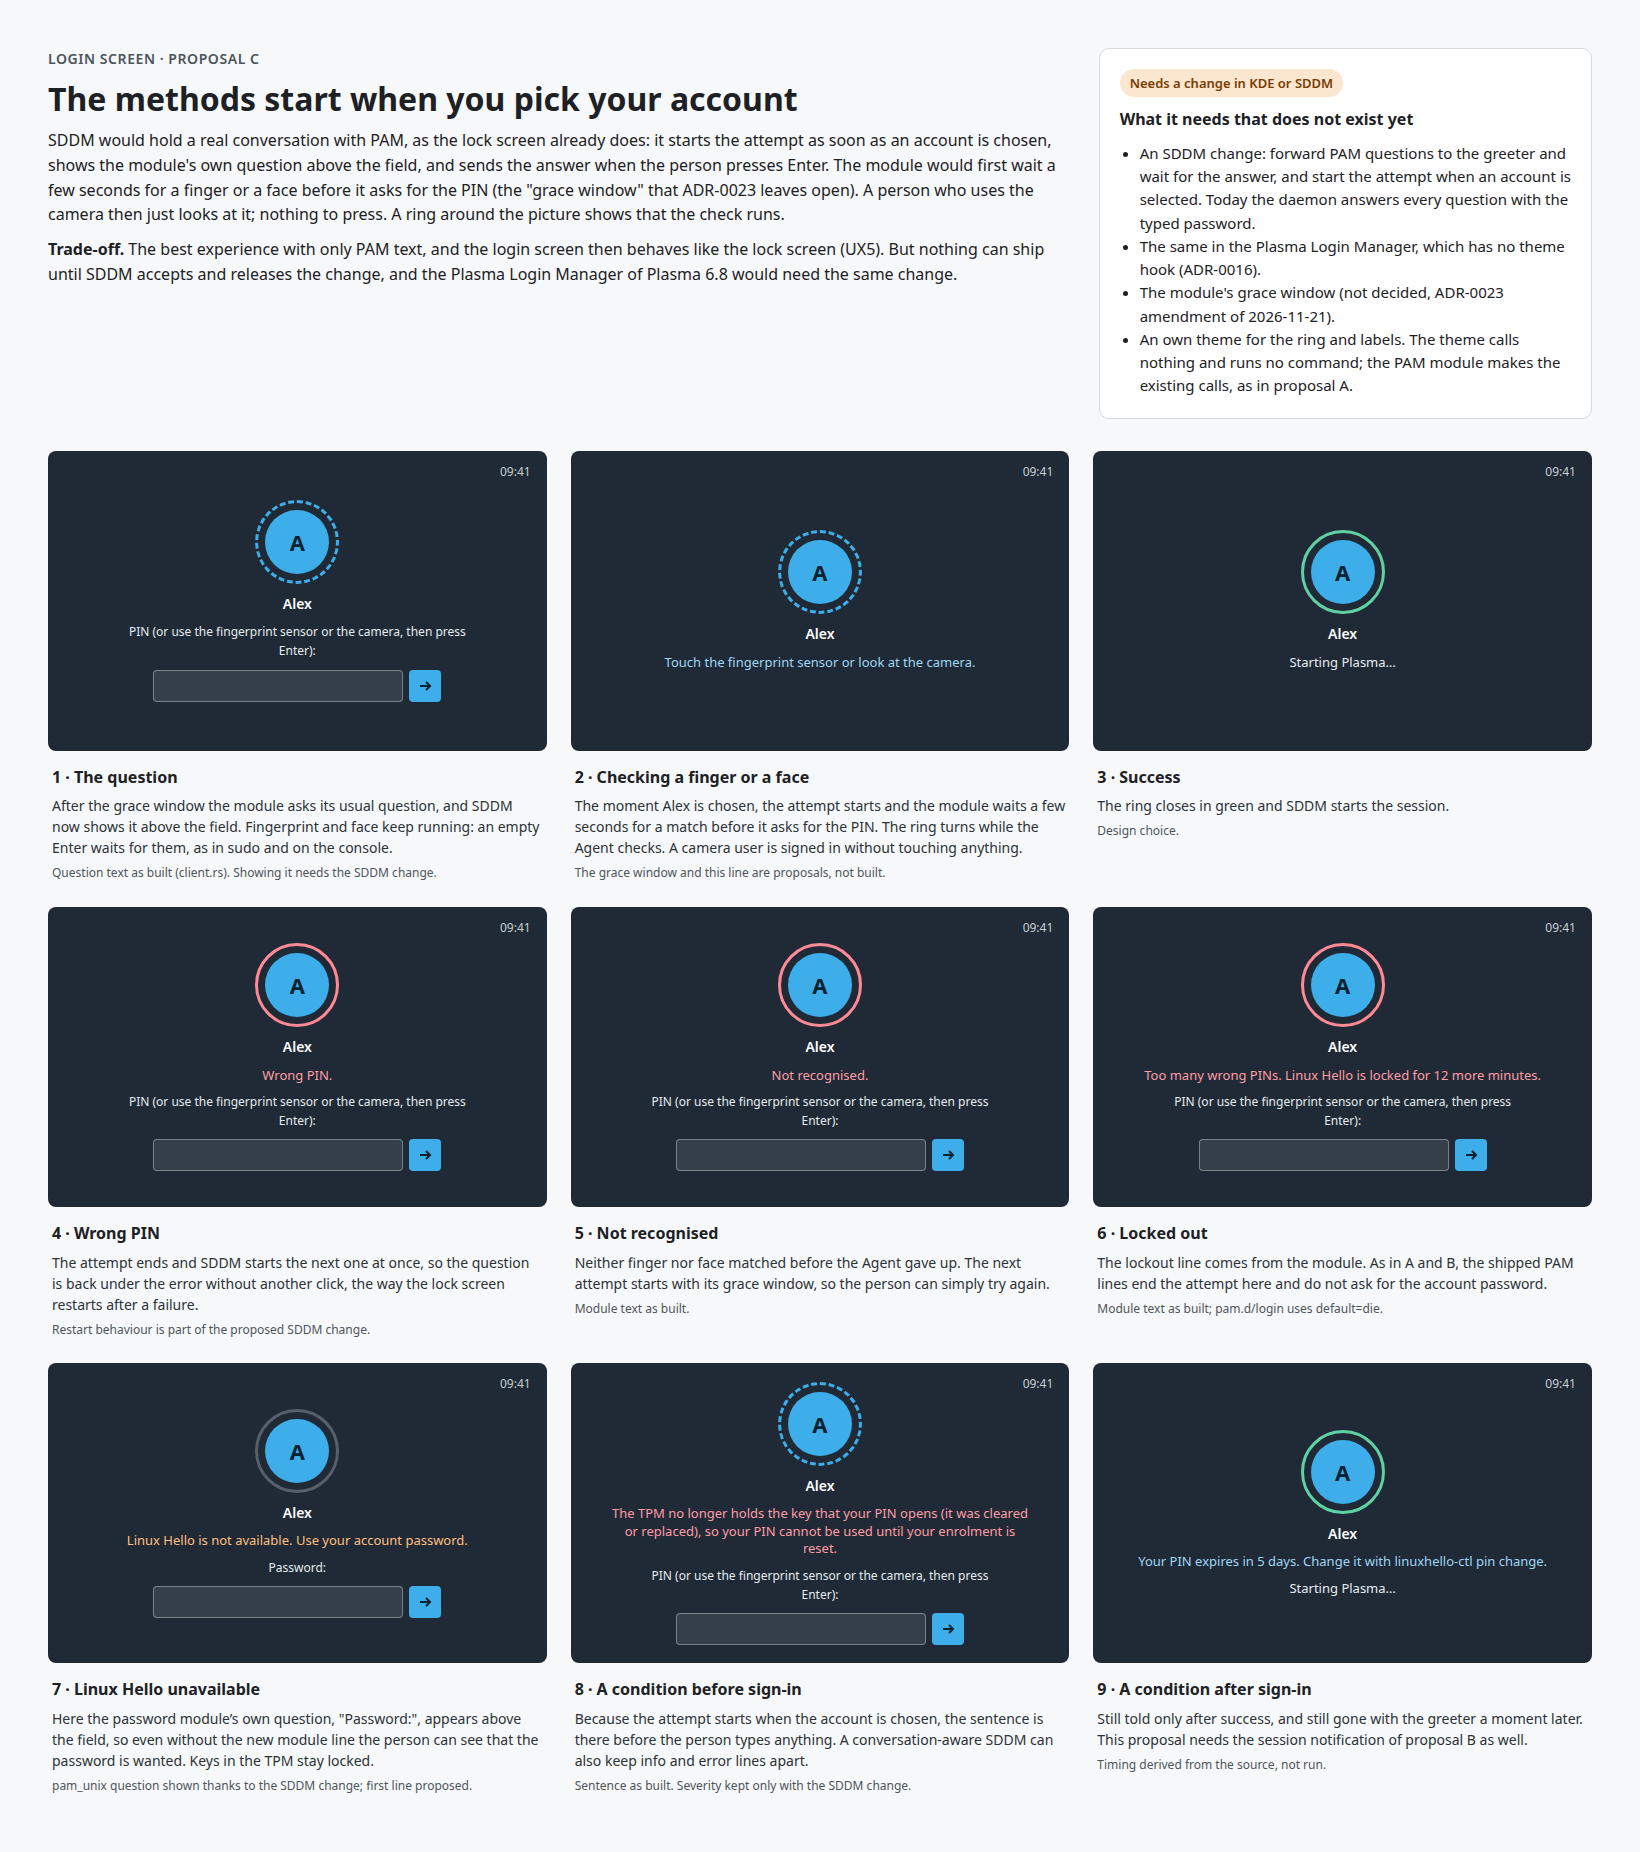 LOGIN SCREEN · PROPOSAL C
The methods start when you pick your account
SDDM would hold a real conversation with PAM, as the lock screen already does: it starts the attempt as soon as an account is chosen,
shows the module's own question above the field, and sends the answer when the person presses Enter. The module would first wait a
few seconds for a finger or a face before it asks for the PIN (the "grace window" that ADR-0023 leaves open). A person who uses the
camera then just looks at it; nothing to press. A ring around the picture shows that the check runs.
Trade-off. The best experience with only PAM text, and the login screen then behaves like the lock screen (UX5). But nothing can ship
until SDDM accepts and releases the change, and the Plasma Login Manager of Plasma 6.8 would need the same change.
Needs a change in KDE or SDDM
What it needs that does not exist yet
• An SDDM change: forward PAM questions to the greeter and
wait for the answer, and start the attempt when an account is
selected. Today the daemon answers every question with the
typed password.
• The same in the Plasma Login Manager, which has no theme
hook (ADR-0016).
• The module's grace window (not decided, ADR-0023
amendment of 2026-11-21).
• An own theme for the ring and labels. The theme calls
nothing and runs no command; the PAM module makes the
existing calls, as in proposal A.
09:41
A
Alex
PIN (or use the fingerprint sensor or the camera, then press
Enter):
→
1 · The question
After the grace window the module asks its usual question, and SDDM
now shows it above the field. Fingerprint and face keep running: an empty
Enter waits for them, as in sudo and on the console.
Question text as built (client.rs). Showing it needs the SDDM change.
09:41
A
Alex
Touch the fingerprint sensor or look at the camera.
2 · Checking a finger or a face
The moment Alex is chosen, the attempt starts and the module waits a few
seconds for a match before it asks for the PIN. The ring turns while the
Agent checks. A camera user is signed in without touching anything.
The grace window and this line are proposals, not built.
09:41
A
Alex
Starting Plasma...
3 · Success
The ring closes in green and SDDM starts the session.
Design choice.
09:41
A
Alex
Wrong PIN.
PIN (or use the fingerprint sensor or the camera, then press
Enter):
→
4 · Wrong PIN
The attempt ends and SDDM starts the next one at once, so the question
is back under the error without another click, the way the lock screen
restarts after a failure.
Restart behaviour is part of the proposed SDDM change.
09:41
A
Alex
Not recognised.
PIN (or use the fingerprint sensor or the camera, then press
Enter):
→
5 · Not recognised
Neither finger nor face matched before the Agent gave up. The next
attempt starts with its grace window, so the person can simply try again.
Module text as built.
09:41
A
Alex
Too many wrong PINs. Linux Hello is locked for 12 more minutes.
PIN (or use the fingerprint sensor or the camera, then press
Enter):
→
6 · Locked out
The lockout line comes from the module. As in A and B, the shipped PAM
lines end the attempt here and do not ask for the account password.
Module text as built; pam.d/login uses default=die.
09:41
A
Alex
Linux Hello is not available. Use your account password.
Password:
→
7 · Linux Hello unavailable
Here the password module’s own question, "Password:", appears above
the field, so even without the new module line the person can see that the
password is wanted. Keys in the TPM stay locked.
pam_unix question shown thanks to the SDDM change; first line proposed.
09:41
A
Alex
The TPM no longer holds the key that your PIN opens (it was cleared
or replaced), so your PIN cannot be used until your enrolment is
reset.
PIN (or use the fingerprint sensor or the camera, then press
Enter):
→
8 · A condition before sign-in
Because the attempt starts when the account is chosen, the sentence is
there before the person types anything. A conversation-aware SDDM can
also keep info and error lines apart.
Sentence as built. Severity kept only with the SDDM change.
09:41
A
Alex
Your PIN expires in 5 days. Change it with linuxhello-ctl pin change.
Starting Plasma...
9 · A condition after sign-in
Still told only after success, and still gone with the greeter a moment later.
This proposal needs the session notification of proposal B as well.
Timing derived from the source, not run.